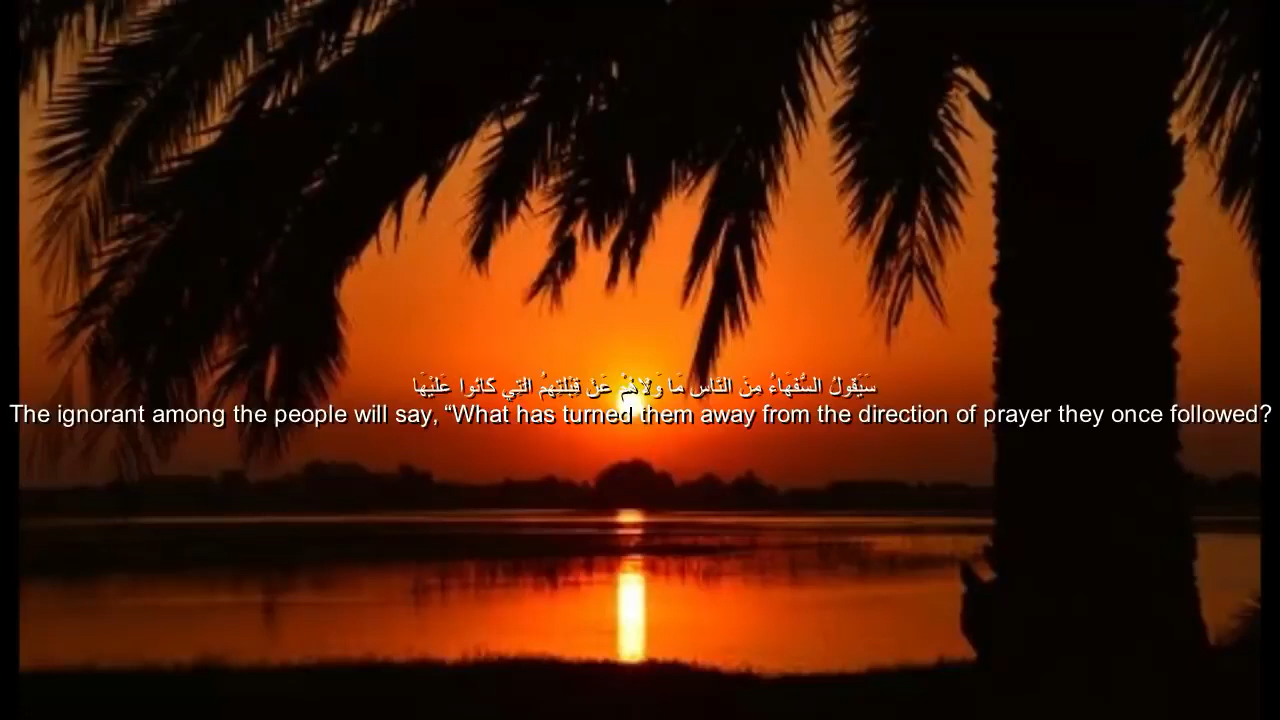 سَيَقُولُ السُّفَهَاءُ مِنَ النَّاسِ مَا وَلَّاهُمْ عَنْ قِبْلَتِهِمُ الَّتِي كَانُوا عَلَيْهَا
The ignorant among the people will say, “What has turned them away from the direction of prayer they once followed?